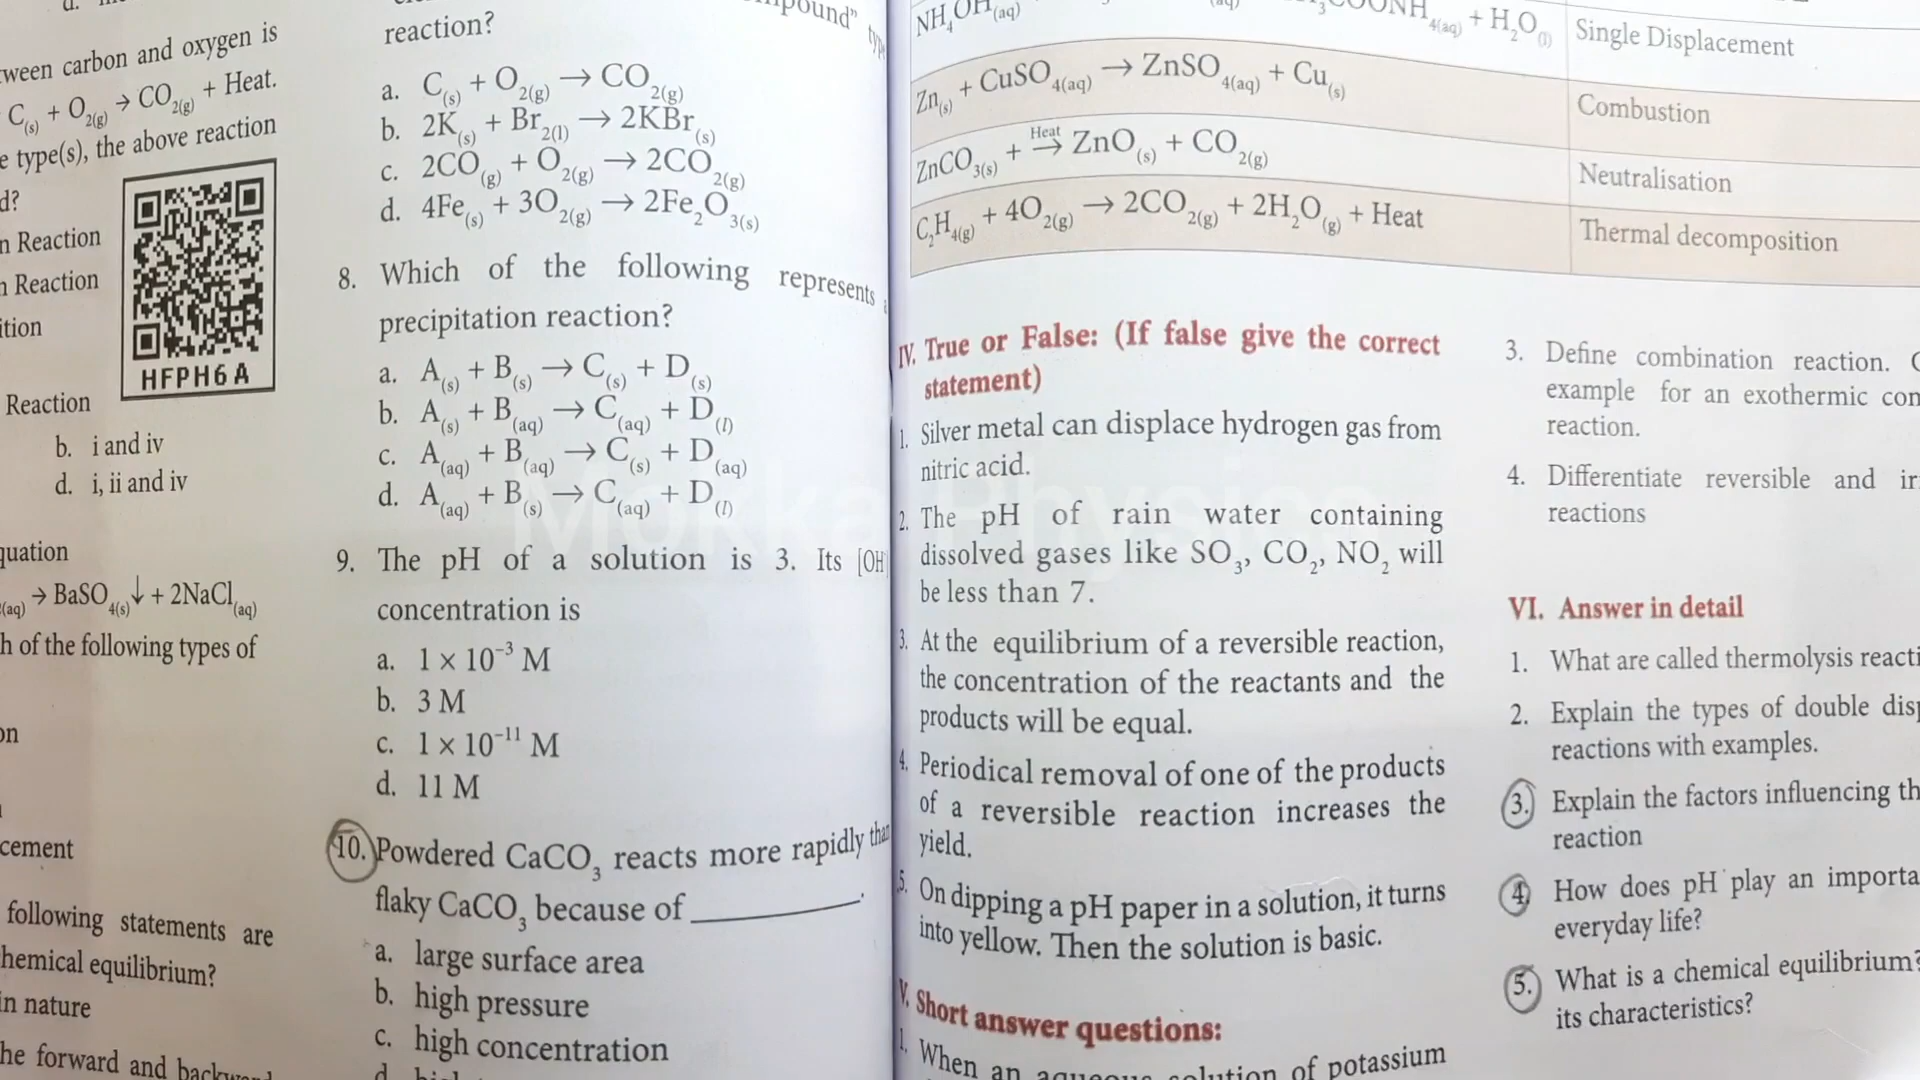 ween carbon and oxygen is
C(s) + O2(g) → CO2(g) + Heat.
type(s), the above reaction
d?
n Reaction
n Reaction
ition
HFPH6A
Reaction
b. i and iv
d. i, ii and iv
quation
(aq) → BaSO4(s)↓ + 2NaCl(aq)
h of the following types of
on
cement
following statements are
hemical equilibrium?
in nature
he forward and backward
reaction?
a. C(s) + O2(g) → CO2(g)
b. 2K(s) + Br2(l) → 2KBr(s)
c. 2CO(g) + O2(g) → 2CO2(g)
d. 4Fe(s) + 3O2(g) → 2Fe2O3(s)
8. Which of the following represents a
precipitation reaction?
a. A(s) + B(s) → C(s) + D(s)
b. A(s) + B(aq) → C(aq) + D(l)
c. A(aq) + B(aq) → C(s) + D(aq)
d. A(aq) + B(s) → C(aq) + D(l)
9. The pH of a solution is 3. Its [OH
concentration is
a. 1 × 10⁻³ M
b. 3 M
c. 1 × 10⁻¹¹ M
d. 11 M
10. Powdered CaCO3 reacts more rapidly than
flaky CaCO3 because of ________.
a. large surface area
b. high pressure
c. high concentration
NH4OH(aq) COONH4(aq) + H2O(l) Single Displacement
Zn(s) + CuSO4(aq) → ZnSO4(aq) + Cu(s) Combustion
ZnCO3(s) + Heat→ ZnO(s) + CO2(g) Neutralisation
C2H4(g) + 4O2(g) → 2CO2(g) + 2H2O(g) + Heat Thermal decomposition
IV. True or False: (If false give the correct
statement)
1. Silver metal can displace hydrogen gas from
nitric acid.
2. The pH of rain water containing
dissolved gases like SO3, CO2, NO2 will
be less than 7.
3. At the equilibrium of a reversible reaction,
the concentration of the reactants and the
products will be equal.
4. Periodical removal of one of the products
of a reversible reaction increases the
yield.
5. On dipping a pH paper in a solution, it turns
into yellow. Then the solution is basic.
V. Short answer questions:
1. When an aqueous solution of potassium
3. Define combination reaction.
example for an exothermic com
reaction.
4. Differentiate reversible and ir
reactions
VI. Answer in detail
1. What are called thermolysis reacti
2. Explain the types of double disp
reactions with examples.
3. Explain the factors influencing th
reaction
4. How does pH play an importa
everyday life?
5. What is a chemical equilibrium?
its characteristics?
Mokka Physics